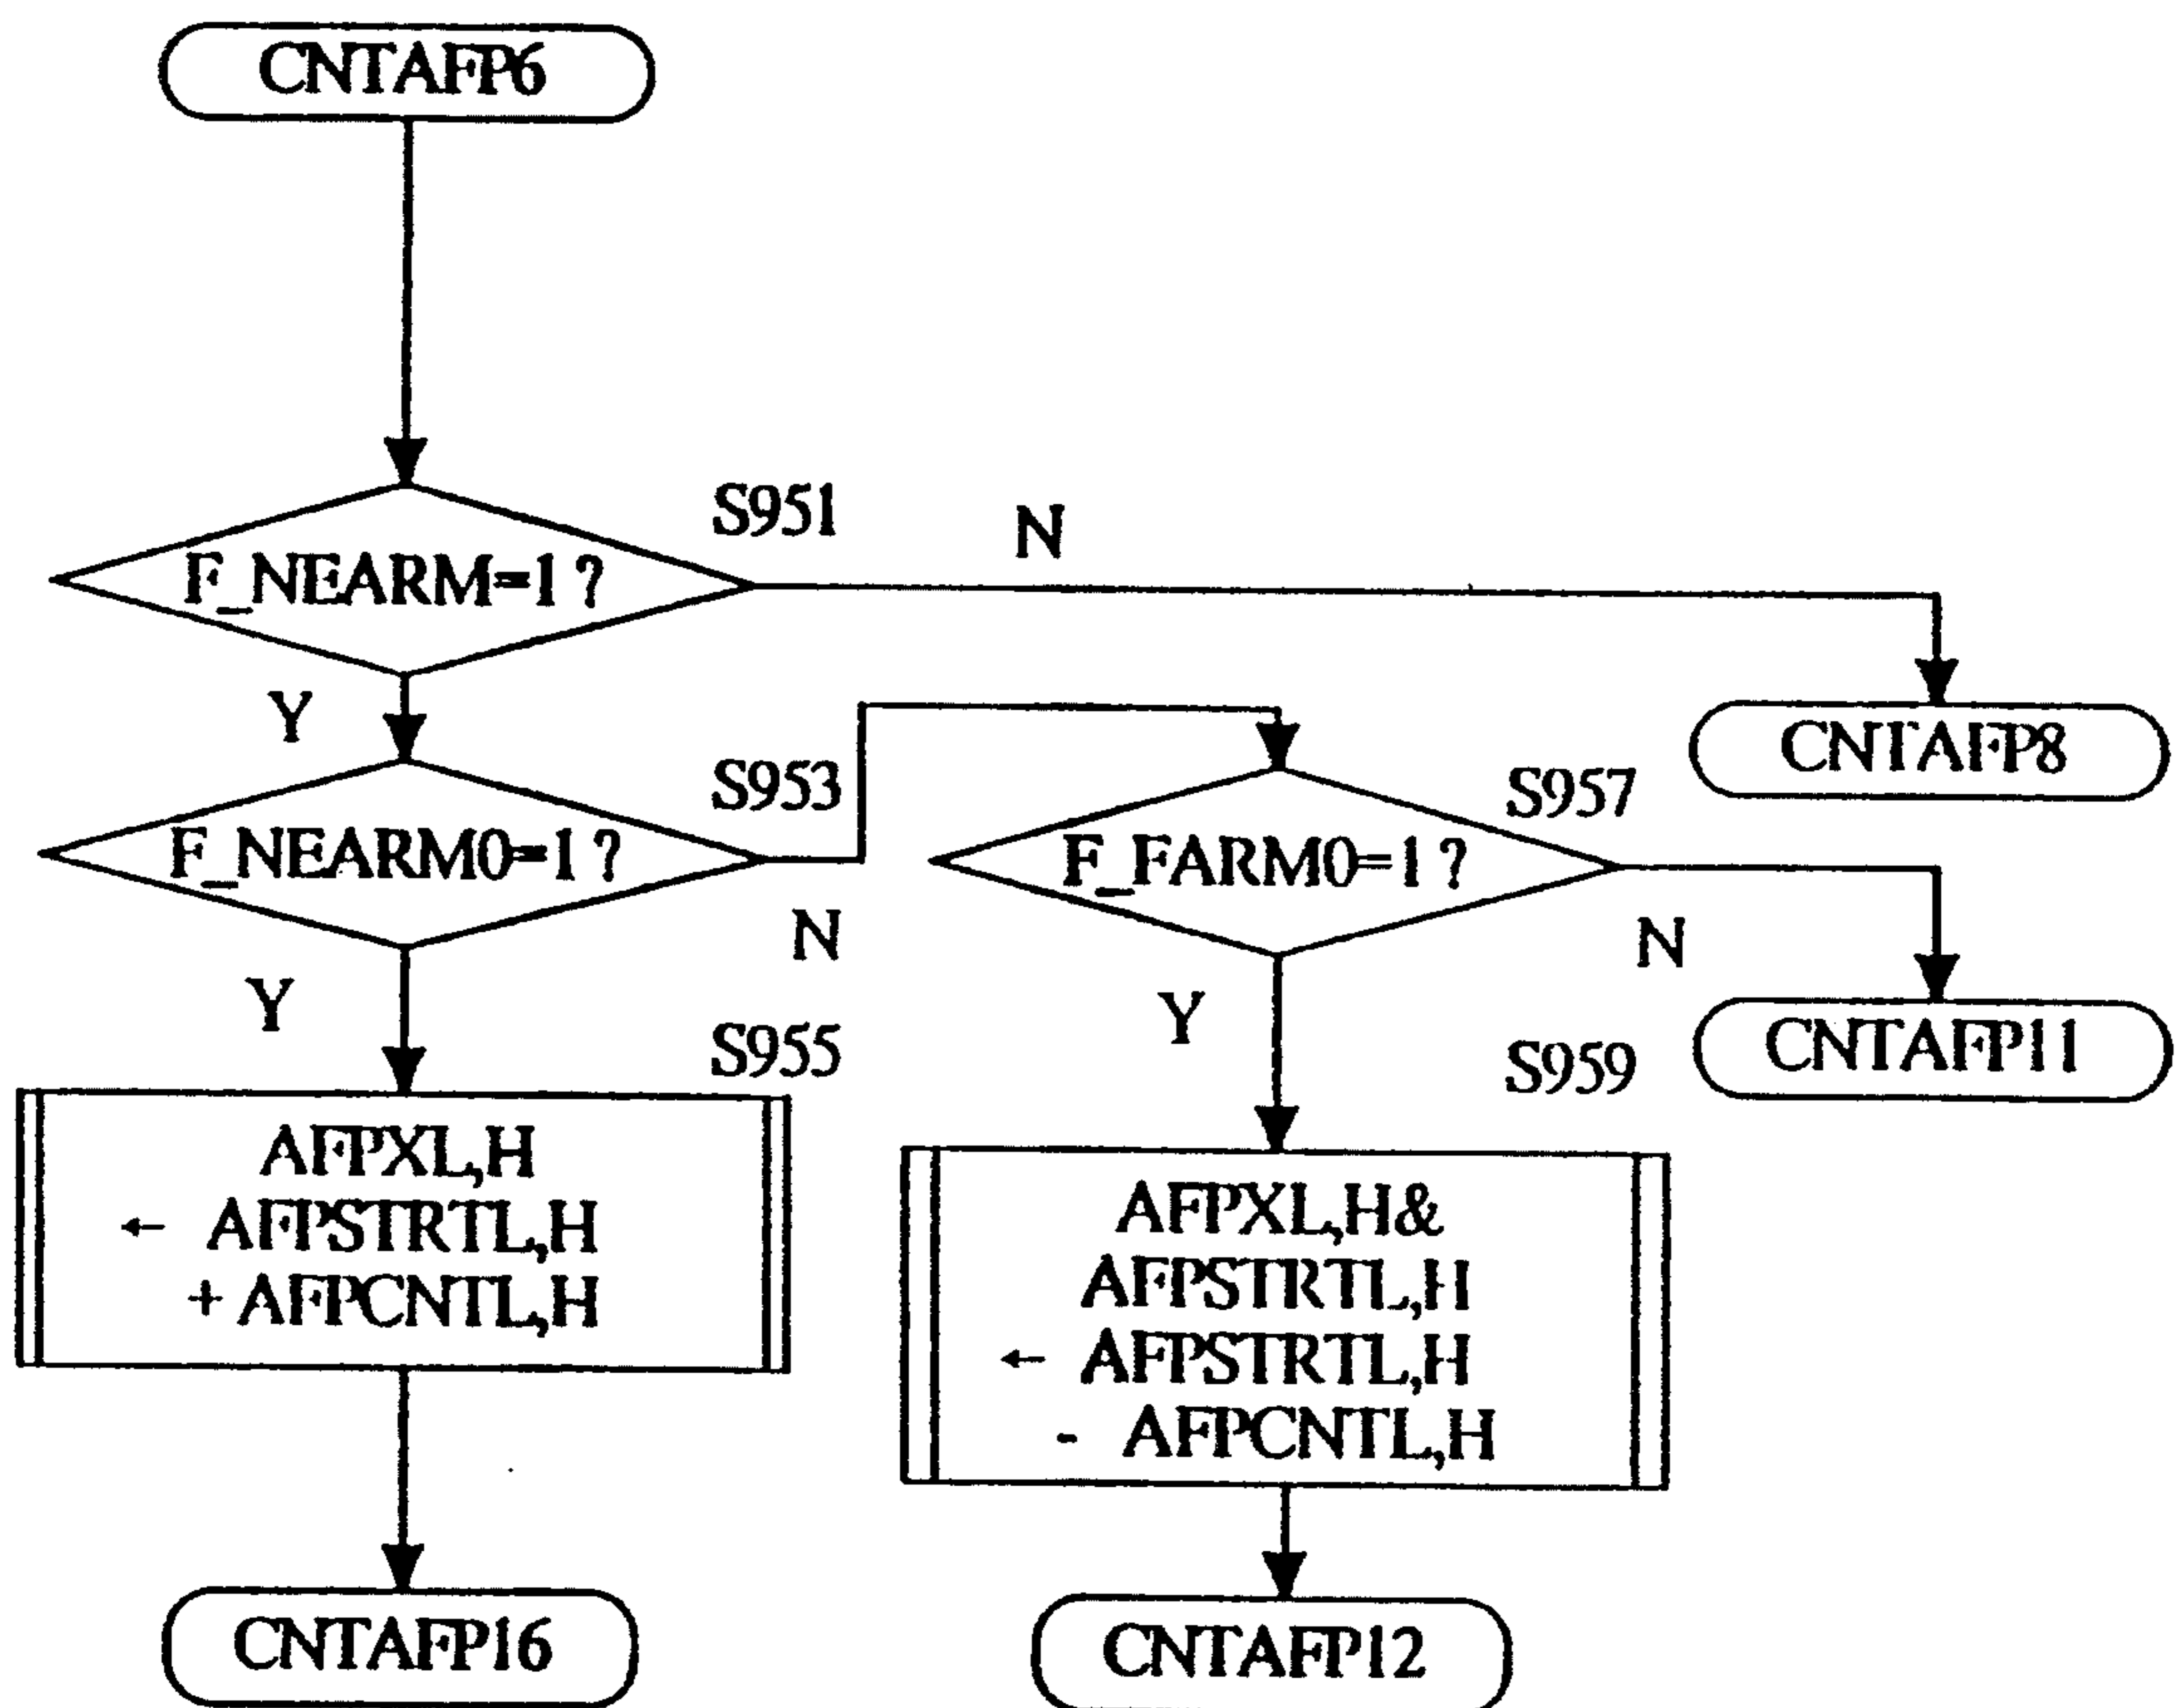 CNTAFP6
S951
N
F_NEARM=1 ?
Y
CNTAFP8
S953
S957
F_NEARM0=1 ?
F_FARM0=1 ?
N
N
Y
Y
CNTAFP11
S955
S959
AFPXL,H
← AFPSTRTL,H
+ AFPCNTL,H
AFPXL,H&
AFPSTRTL,H
← AFPSTRTL,H
- AFPCNTL,H
CNTAFP16
CNTAFP12